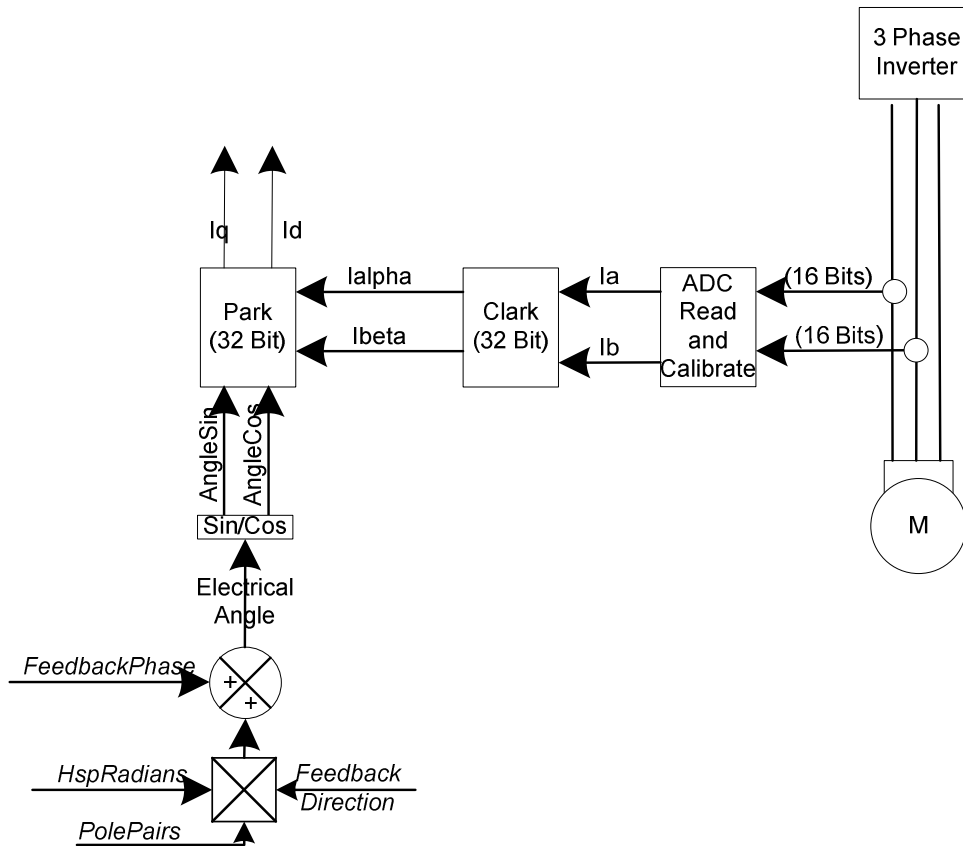 3 Phase
Inverter
Iq
Id
Park
(32 Bit)
Ialpha
Ibeta
Clark
(32 Bit)
Ia
Ib
ADC
Read
and
Calibrate
(16 Bits)
(16 Bits)
AngleSin
AngleCos
Sin/Cos
M
Electrical
Angle
FeedbackPhase
+
+
HspRadians
Feedback
Direction
PolePairs